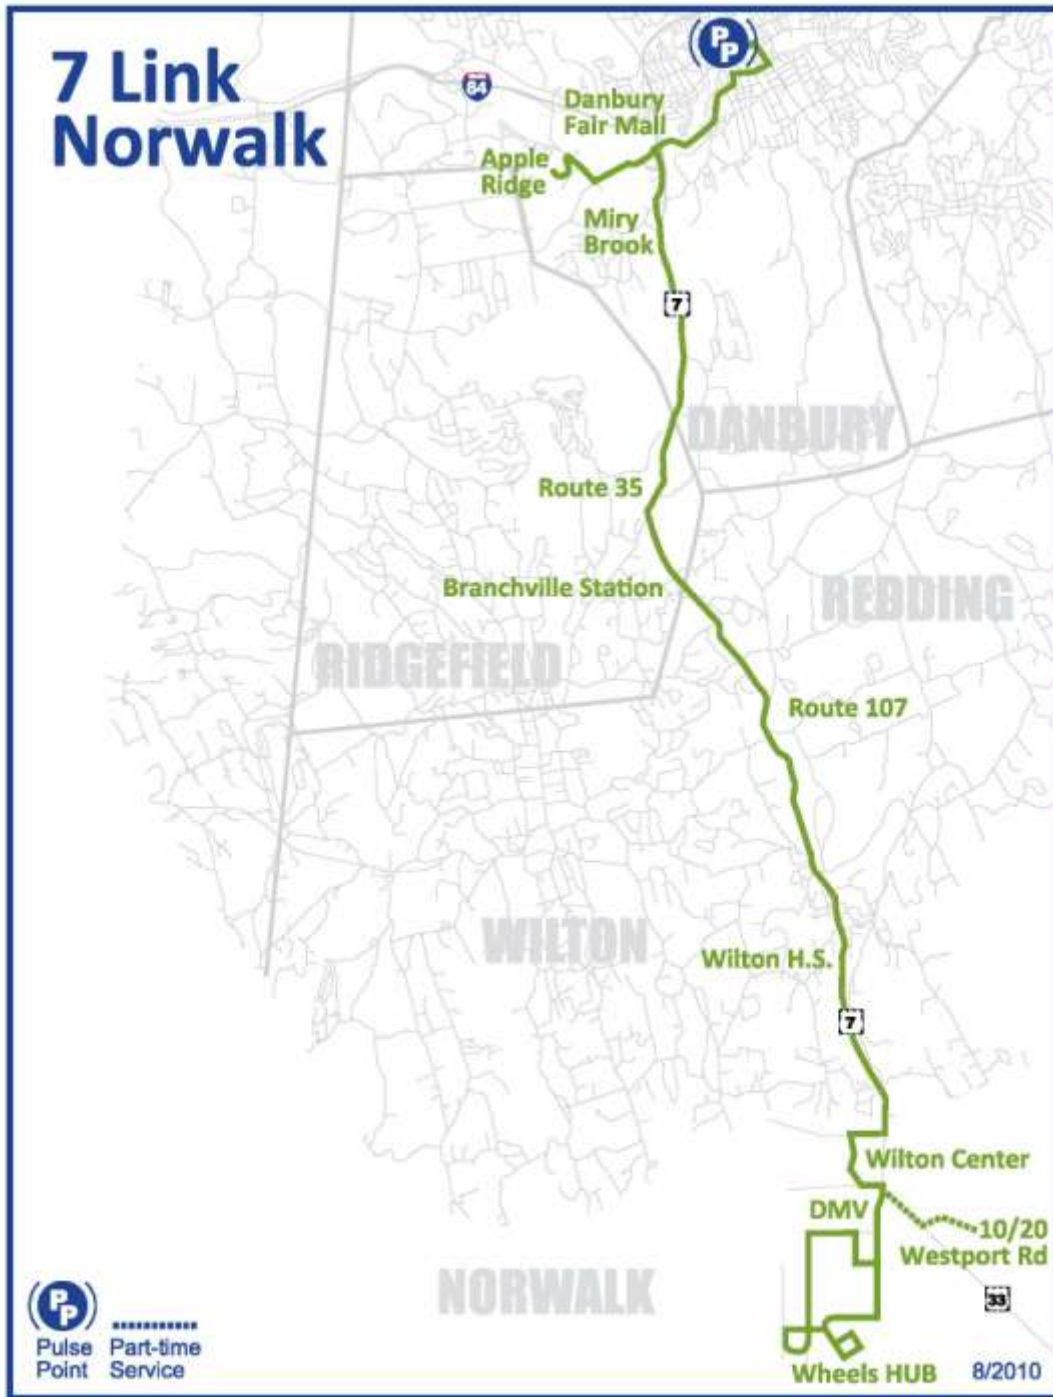 7 Link
Norwalk
PP
84
Danbury
Fair Mall
Apple
Ridge
Miry
Brook
7
DANBURY
Route 35
Branchville Station
REDDING
RIDGEFIELD
Route 107
WILTON
Wilton H.S.
7
Wilton Center
DMV
10/20
Westport Rd
NORWALK
33
PP
Pulse
Point
Part-time
Service
Wheels HUB
8/2010